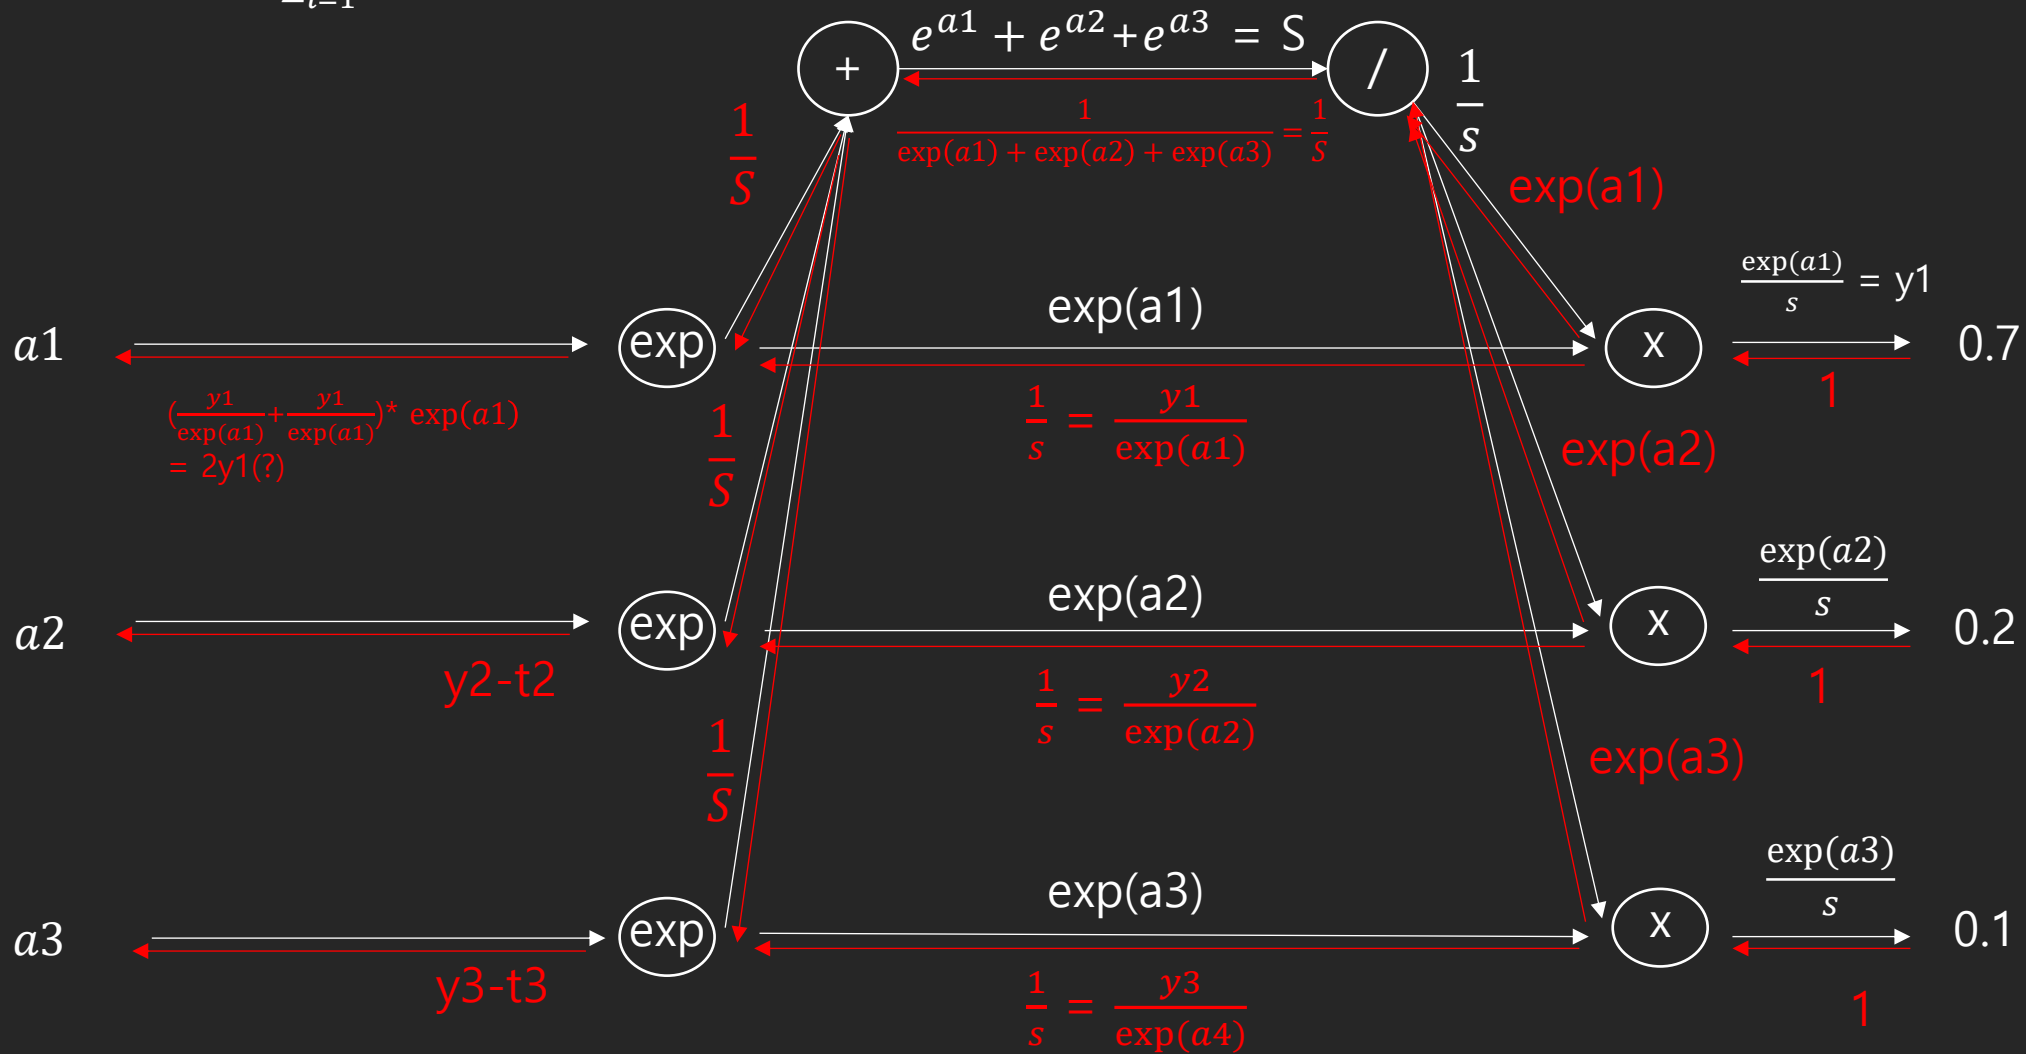 +
e^{a1} + e^{a2}+e^{a3} = S
/
1/s
1/S
1/(exp(a1) + exp(a2) + exp(a3)) = 1/S
exp(a1)
exp(a1)/s = y1
a1
exp
exp(a1)
x
0.7
(y1/exp(a1)+y1/exp(a1))* exp(a1)
= 2y1(?)
1/S
1/s = y1/exp(a1)
1
exp(a2)
exp(a2)/s
a2
exp
exp(a2)
x
0.2
y2-t2
1/S
1/s = y2/exp(a2)
1
exp(a3)
exp(a3)/s
a3
exp
exp(a3)
x
0.1
y3-t3
1/s = y3/exp(a4)
1